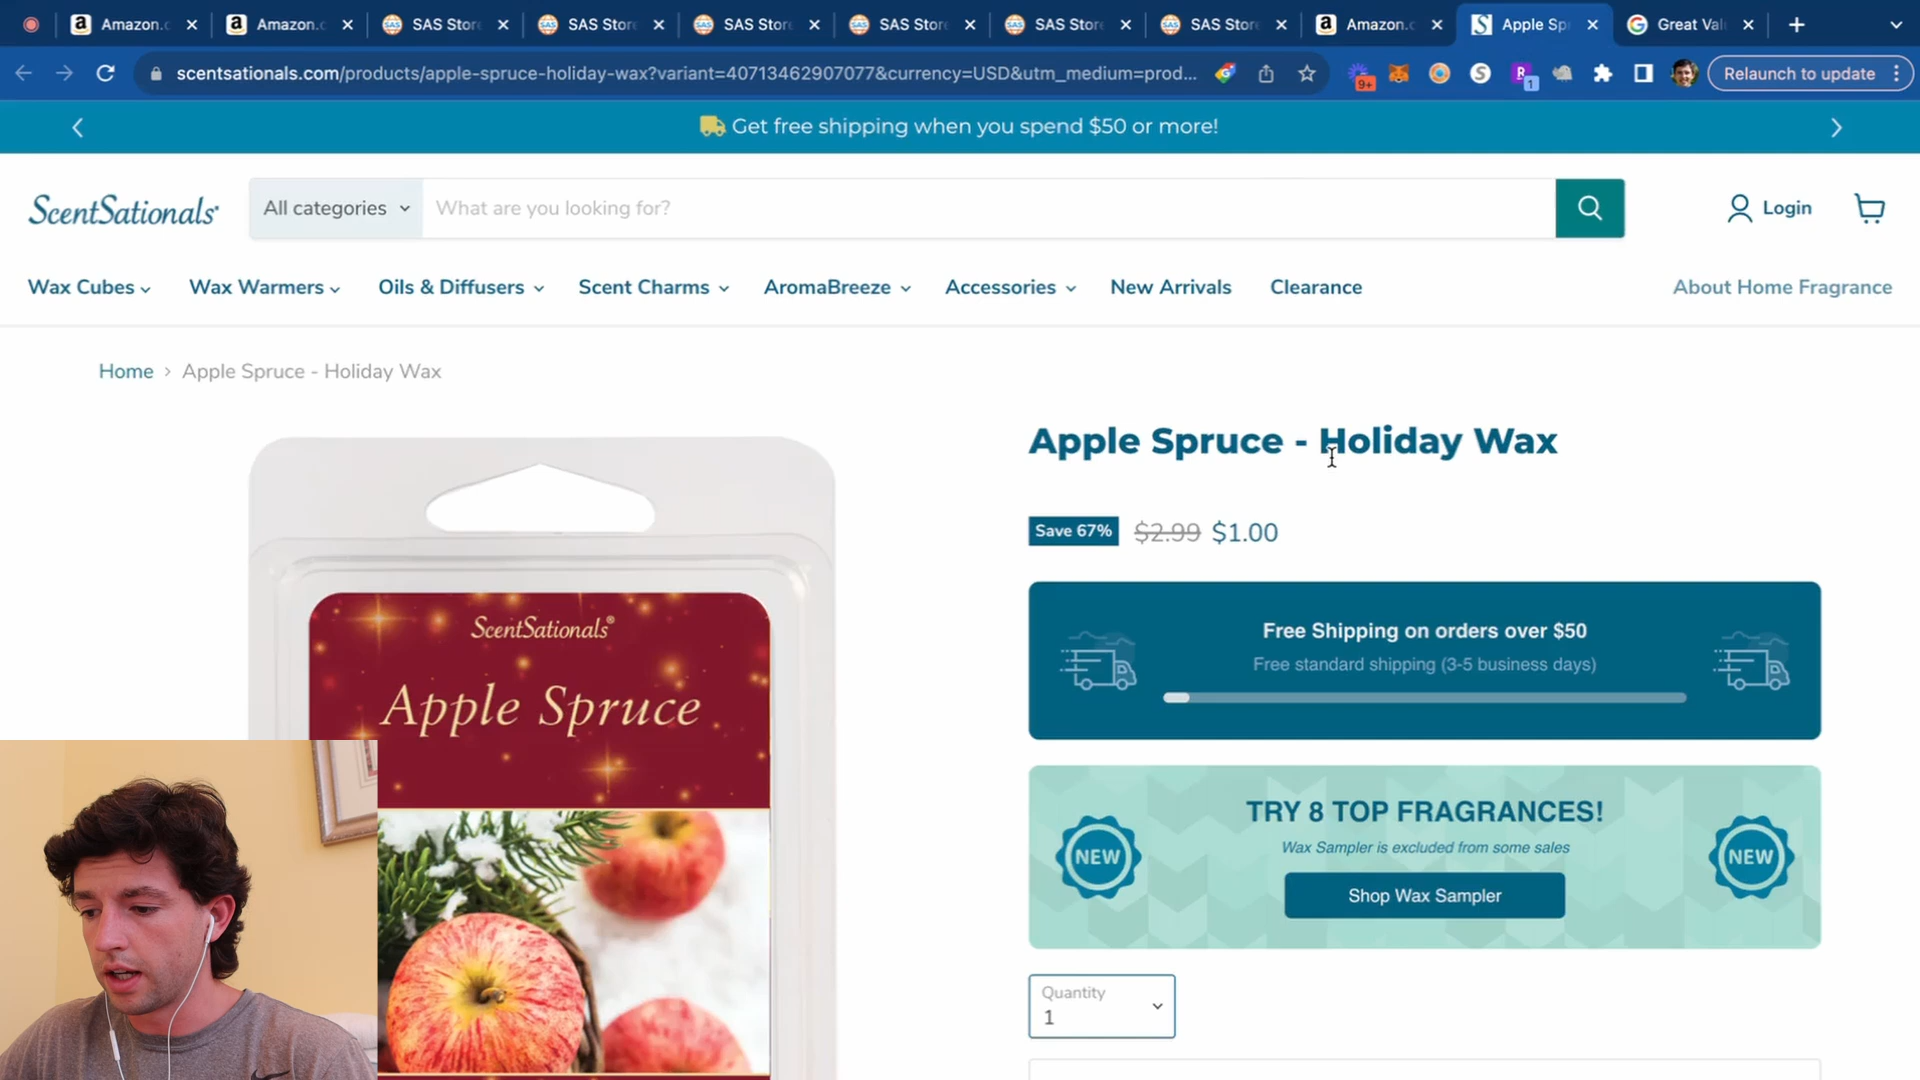 Amazon.c
Amazon.c
SAS Store
SAS Store
SAS Store
SAS Store
SAS Store
SAS Store
Amazon.c
Apple Sp
Great Val
scentsationals.com/products/apple-spruce-holiday-wax?variant=40713462907077&currency=USD&utm_medium=prod...
9+
1
Relaunch to update
Get free shipping when you spend $50 or more!
ScentSationals
All categories
What are you looking for?
Login
Wax Cubes
Wax Warmers
Oils & Diffusers
Scent Charms
AromaBreeze
Accessories
New Arrivals
Clearance
About Home Fragrance
Home > Apple Spruce - Holiday Wax
Apple Spruce - Holiday Wax
Save 67% $2.99 $1.00
ScentSationals®
Apple Spruce
Free Shipping on orders over $50
Free standard shipping (3-5 business days)
TRY 8 TOP FRAGRANCES!
Wax Sampler is excluded from some sales
NEW
NEW
Shop Wax Sampler
Quantity
1